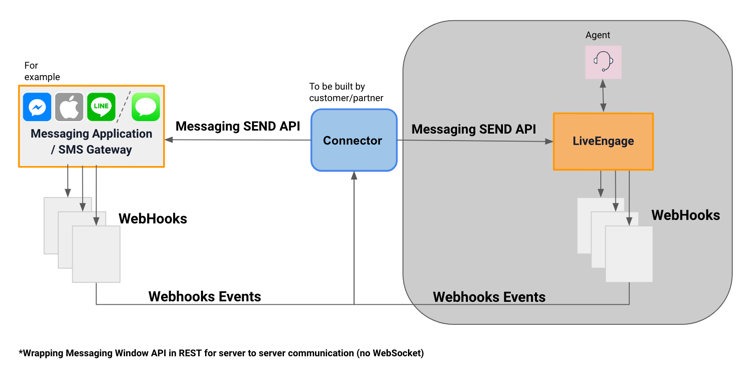 For
example
LINE
Messaging Application
/ SMS Gateway
Messaging SEND API
To be built by
customer/partner
Connector
Messaging SEND API
Agent
LiveEngage
WebHooks
WebHooks
Webhooks Events
Webhooks Events
*Wrapping Messaging Window API in REST for server to server communication (no WebSocket)